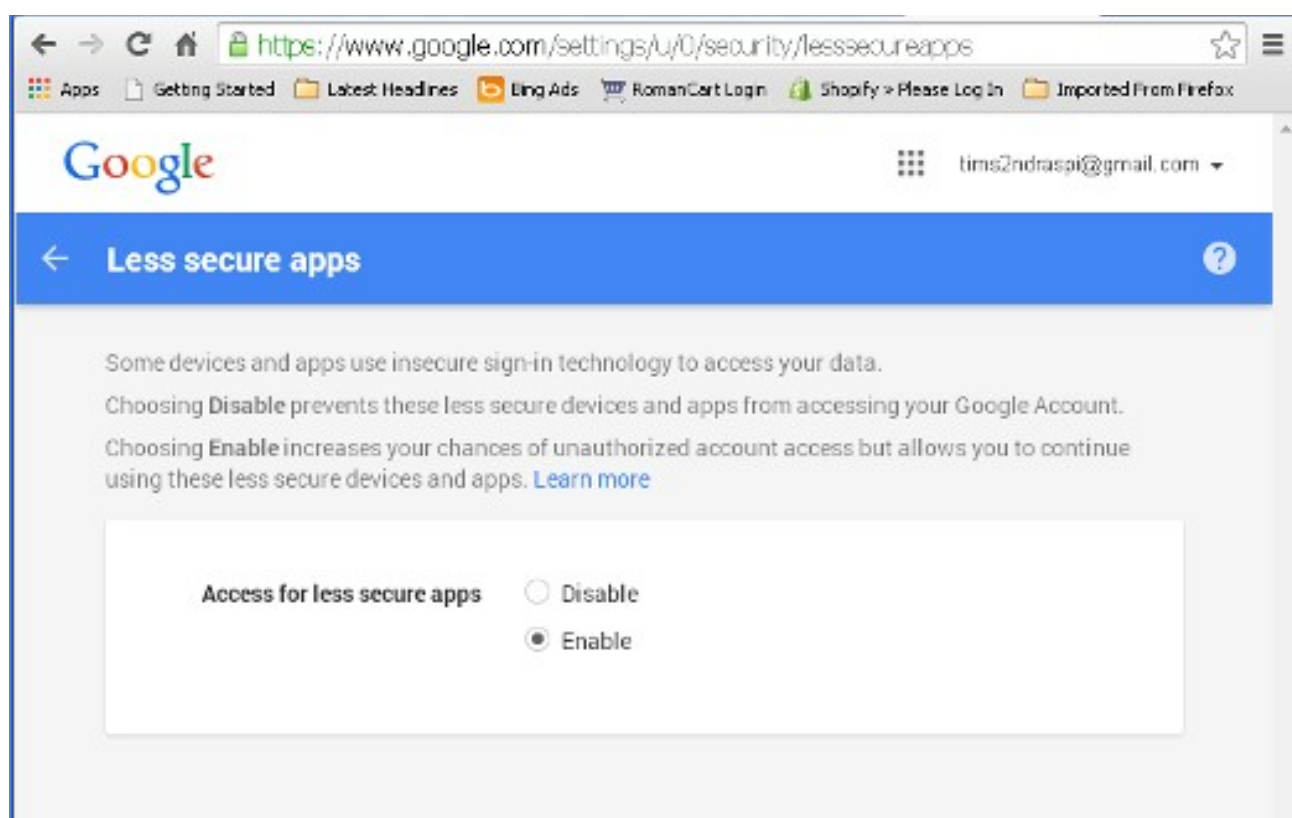 https://www.google.com/settings/u/0/security/lesssecureapps
Apps Getting Started Latest Headlines Bing Ads RomanCart Login Shopify » Please Log In Imported From Firefox
Google tims2ndraspi@gmail.com
Less secure apps ?
Some devices and apps use insecure sign-in technology to access your data.
Choosing Disable prevents these less secure devices and apps from accessing your Google Account.
Choosing Enable increases your chances of unauthorized account access but allows you to continue
using these less secure devices and apps. Learn more
Access for less secure apps Disable
Enable